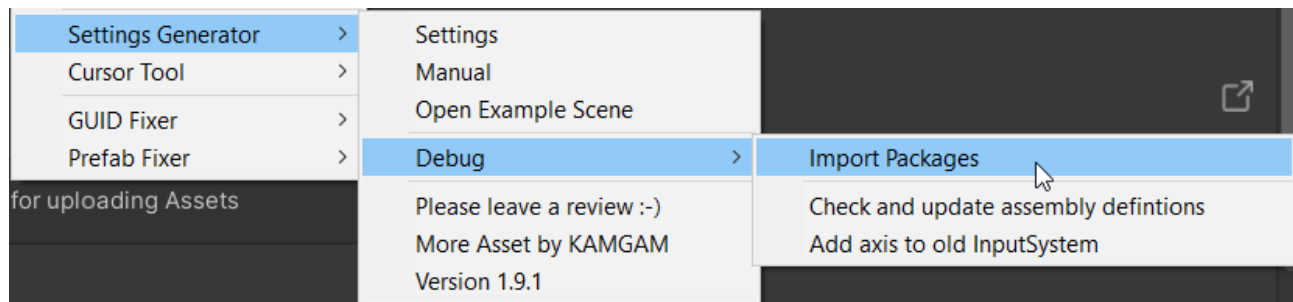 Settings Generator
Cursor Tool
GUID Fixer
Prefab Fixer
for uploading Assets
Settings
Manual
Open Example Scene
Debug
Please leave a review :-)
More Asset by KAMGAM
Version 1.9.1
Import Packages
Check and update assembly defintions
Add axis to old InputSystem